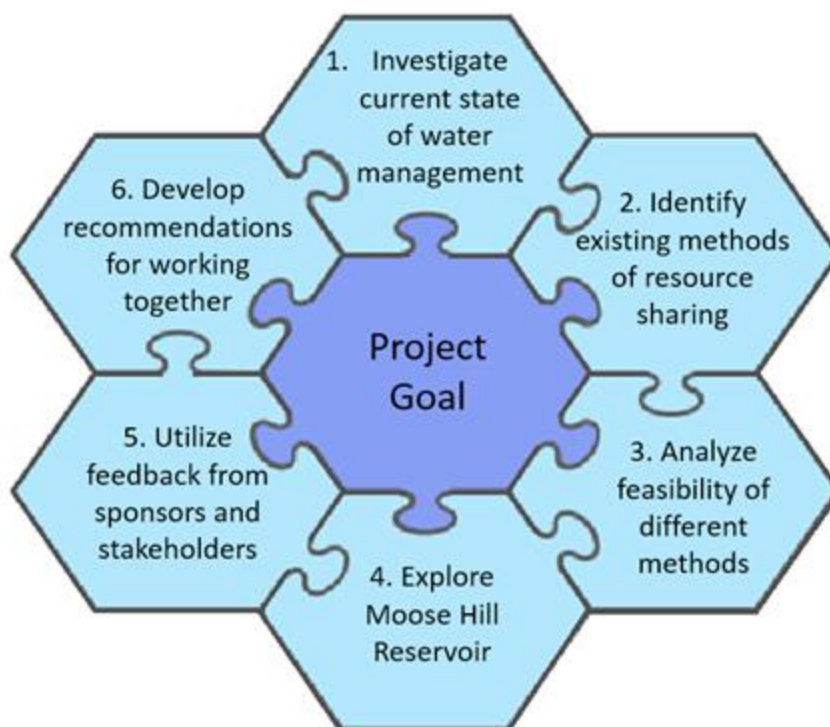 1. Investigate
current state
of water
management
2. Identify
existing methods
of resource
sharing
3. Analyze
feasibility of
different
methods
4. Explore
Moose Hill
Reservoir
5. Utilize
feedback from
sponsors and
stakeholders
6. Develop
recommendations
for working
together
Project
Goal